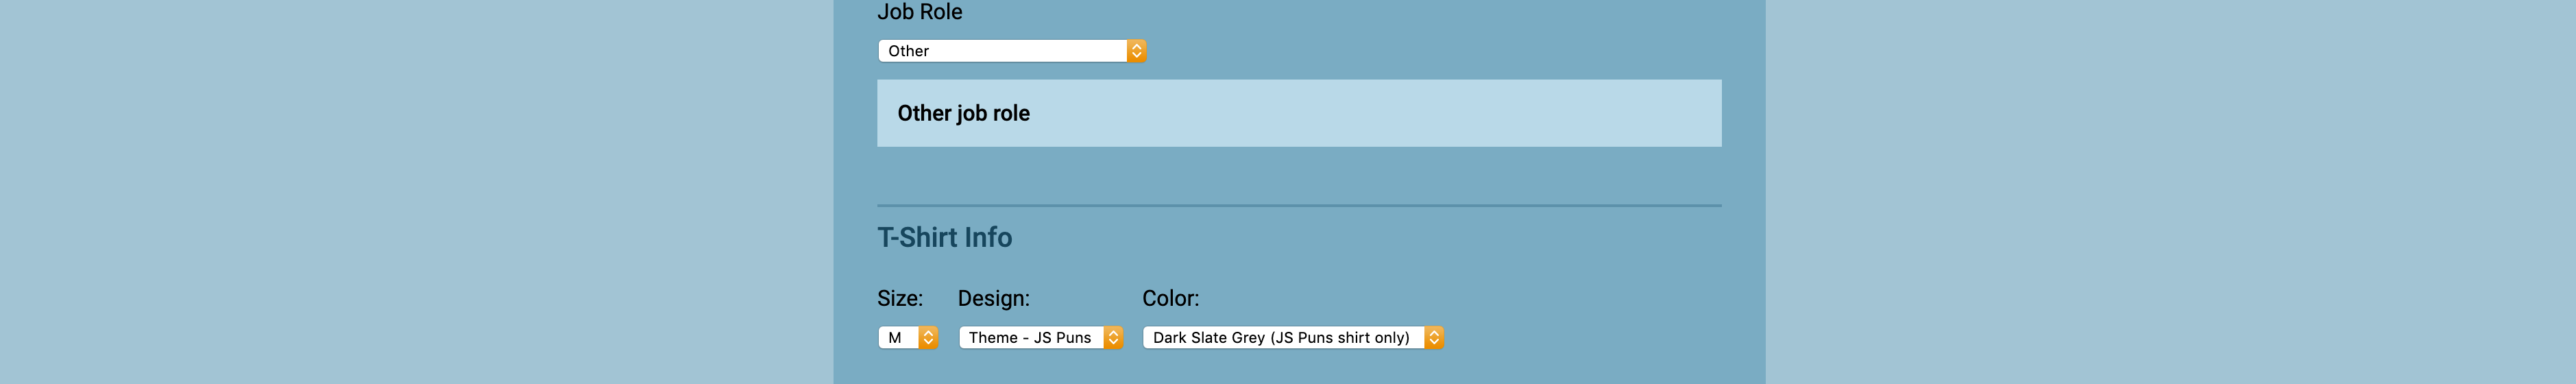 Job Role
Other
Other job role
T-Shirt Info
Size: Design: Color:
M Theme - JS Puns Dark Slate Grey (JS Puns shirt only)